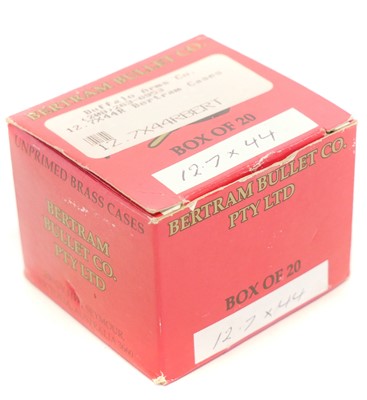 BERTRAM BULLET CO.
Buffalo Arms Co.
12.7X44R Bertram Cases
12.7X44RBERT
BOX OF 20
12.7 x 44
UNPRIMED BRASS CASES
BERTRAM
BULLET CO.
PTY LTD
BERTRAM BULLET CO.
PTY LTD
BOX OF 20
12.7 x 44